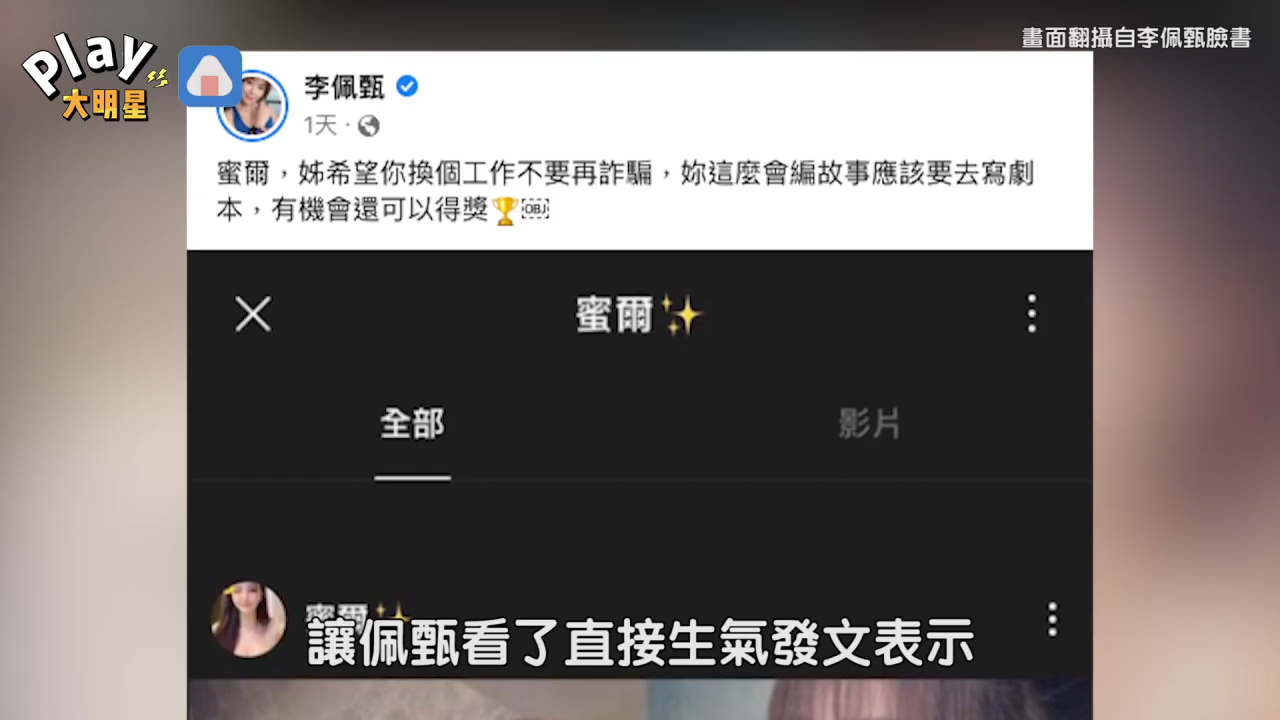 Play
大明星
畫面翻攝自李佩甄臉書
李佩甄
1天
蜜爾，姊希望你換個工作不要再詐騙，妳這麼會編故事應該要去寫劇
本，有機會還可以得獎🏆OBJ
蜜爾✨
全部
影片
蜜爾✨
讓佩甄看了直接生氣發文表示